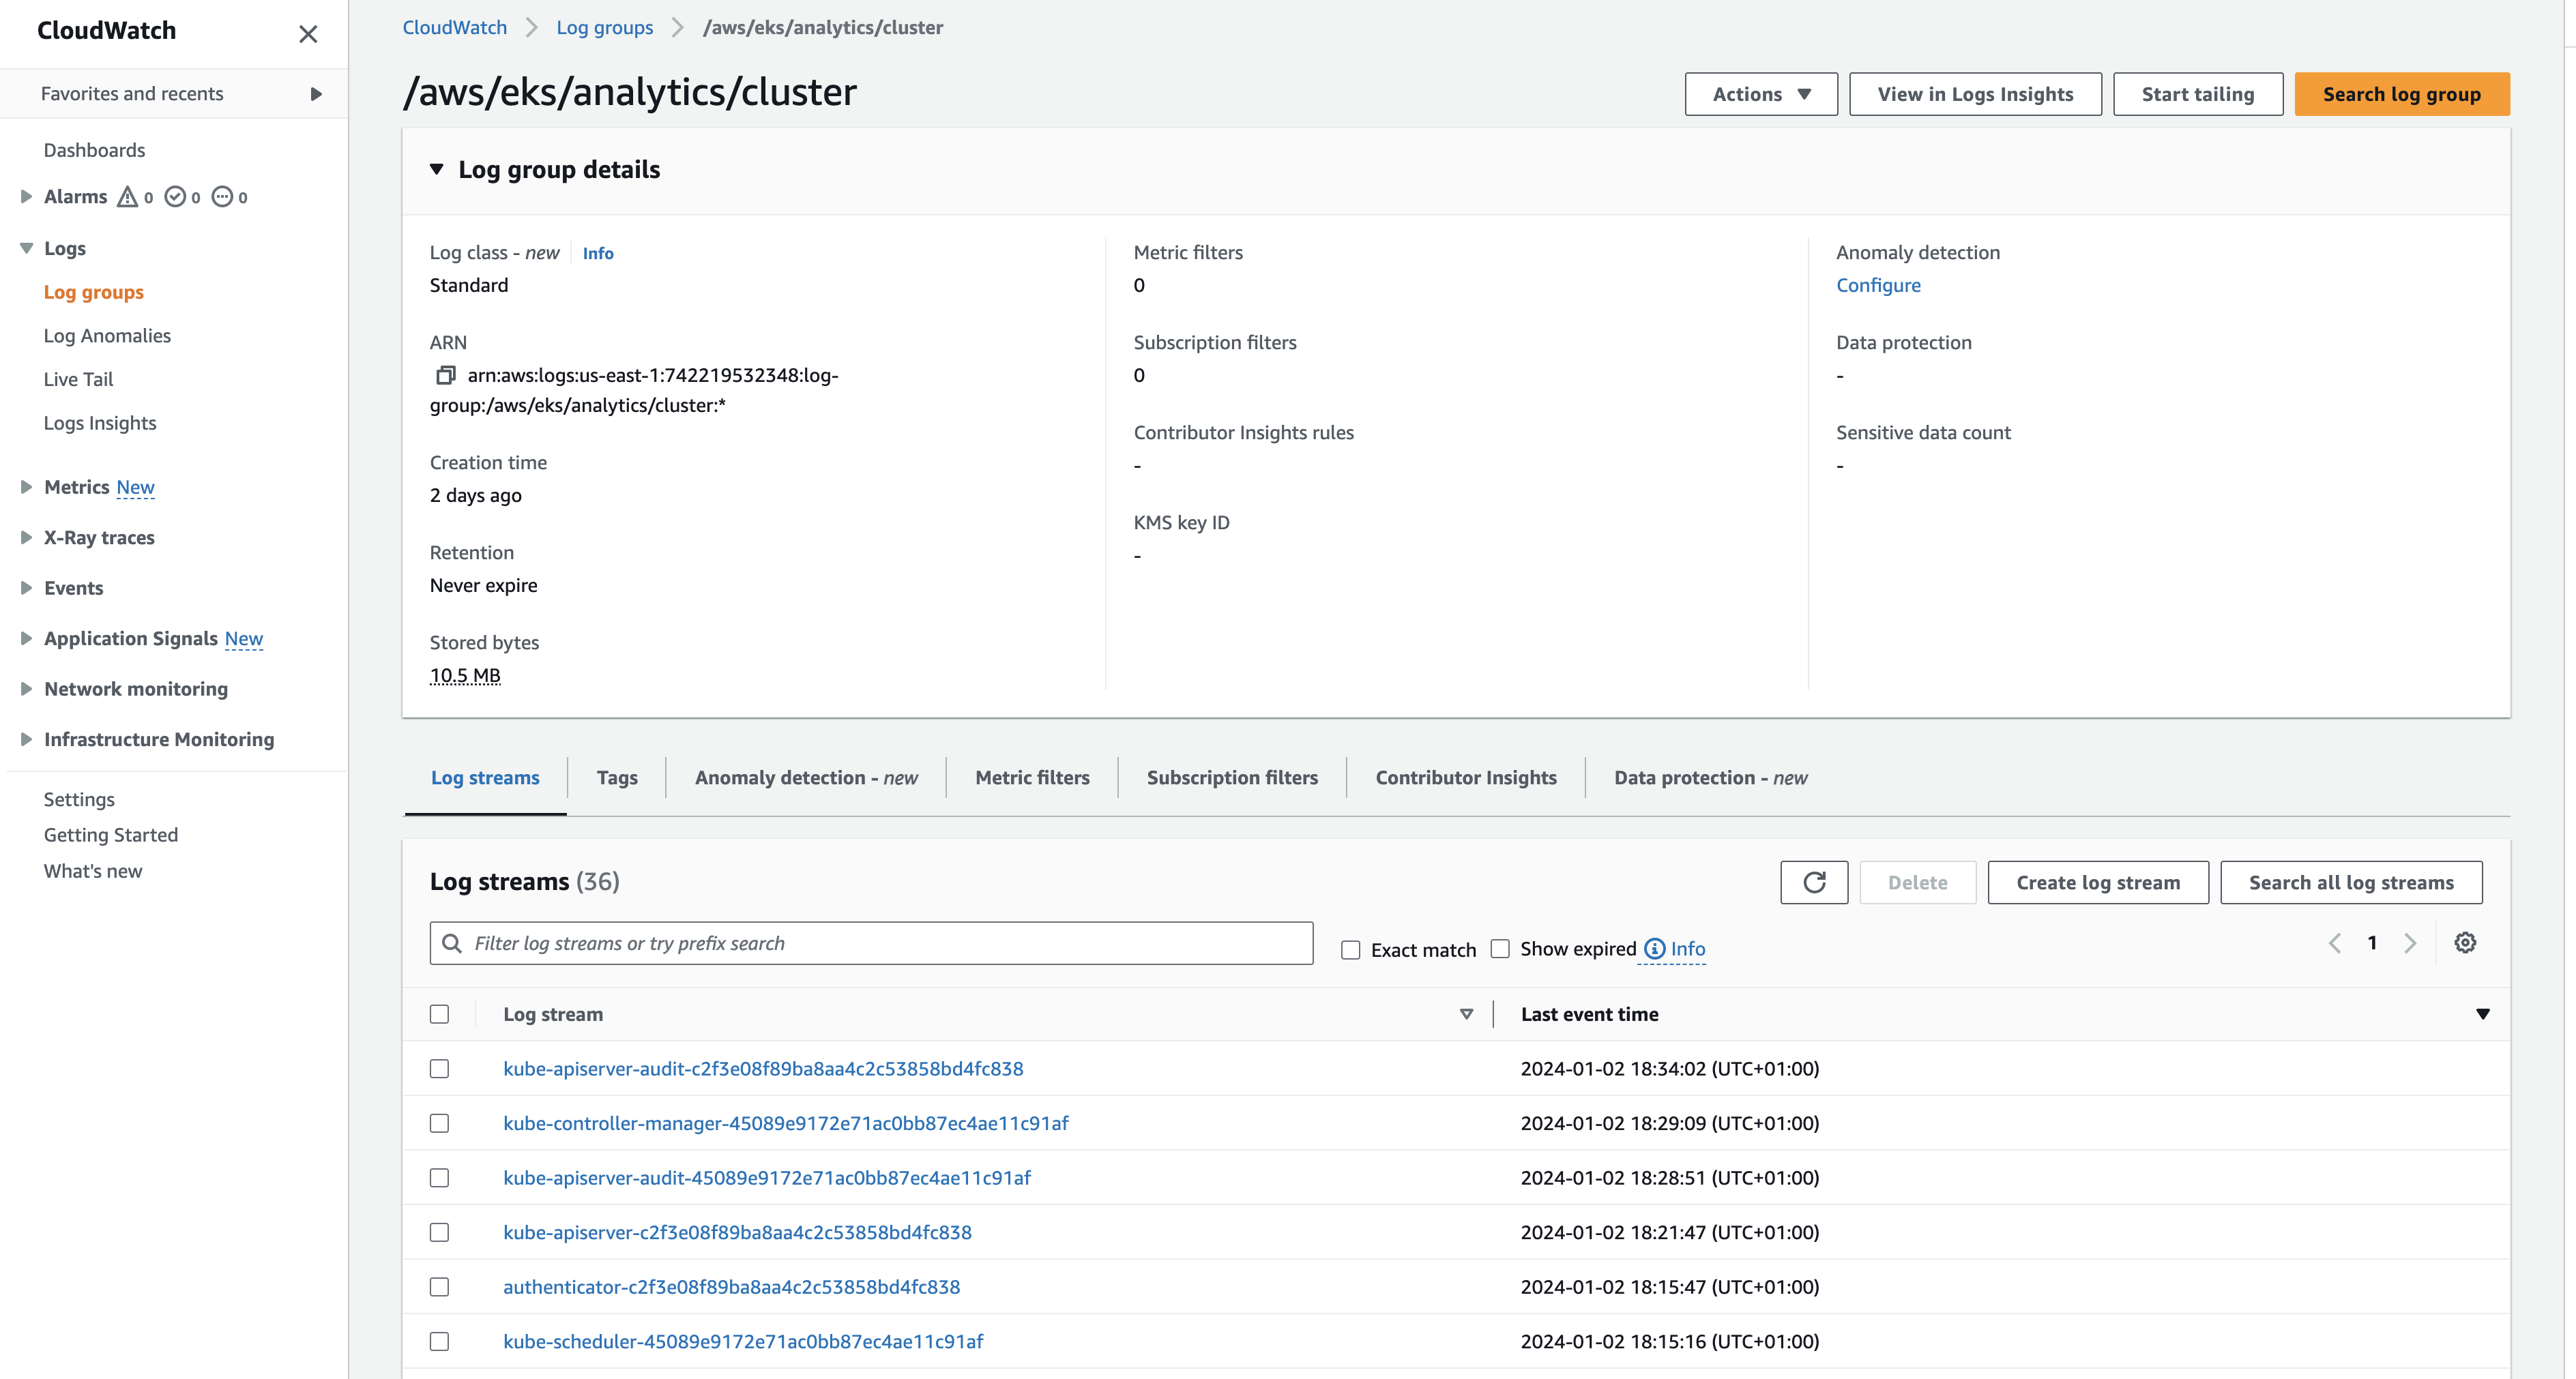 CloudWatch
Favorites and recents
Dashboards
Alarms 0 0 0
Logs
Log groups
Log Anomalies
Live Tail
Logs Insights
Metrics New
X-Ray traces
Events
Application Signals New
Network monitoring
Infrastructure Monitoring
Settings
Getting Started
What's new
CloudWatch Log groups /aws/eks/analytics/cluster
/aws/eks/analytics/cluster
Actions View in Logs Insights Start tailing Search log group
Log group details
Log class - new Info
Standard
ARN
arn:aws:logs:us-east-1:742219532348:log-
group:/aws/eks/analytics/cluster:*
Creation time
2 days ago
Retention
Never expire
Stored bytes
10.5 MB
Metric filters
0
Subscription filters
0
Contributor Insights rules
-
KMS key ID
-
Anomaly detection
Configure
Data protection
-
Sensitive data count
-
Log streams Tags Anomaly detection - new Metric filters Subscription filters Contributor Insights Data protection - new
Log streams (36)
Delete Create log stream Search all log streams
Filter log streams or try prefix search Exact match Show expired Info 1
Log stream Last event time
kube-apiserver-audit-c2f3e08f89ba8aa4c2c53858bd4fc838 2024-01-02 18:34:02 (UTC+01:00)
kube-controller-manager-45089e9172e71ac0bb87ec4ae11c91af 2024-01-02 18:29:09 (UTC+01:00)
kube-apiserver-audit-45089e9172e71ac0bb87ec4ae11c91af 2024-01-02 18:28:51 (UTC+01:00)
kube-apiserver-c2f3e08f89ba8aa4c2c53858bd4fc838 2024-01-02 18:21:47 (UTC+01:00)
authenticator-c2f3e08f89ba8aa4c2c53858bd4fc838 2024-01-02 18:15:47 (UTC+01:00)
kube-scheduler-45089e9172e71ac0bb87ec4ae11c91af 2024-01-02 18:15:16 (UTC+01:00)